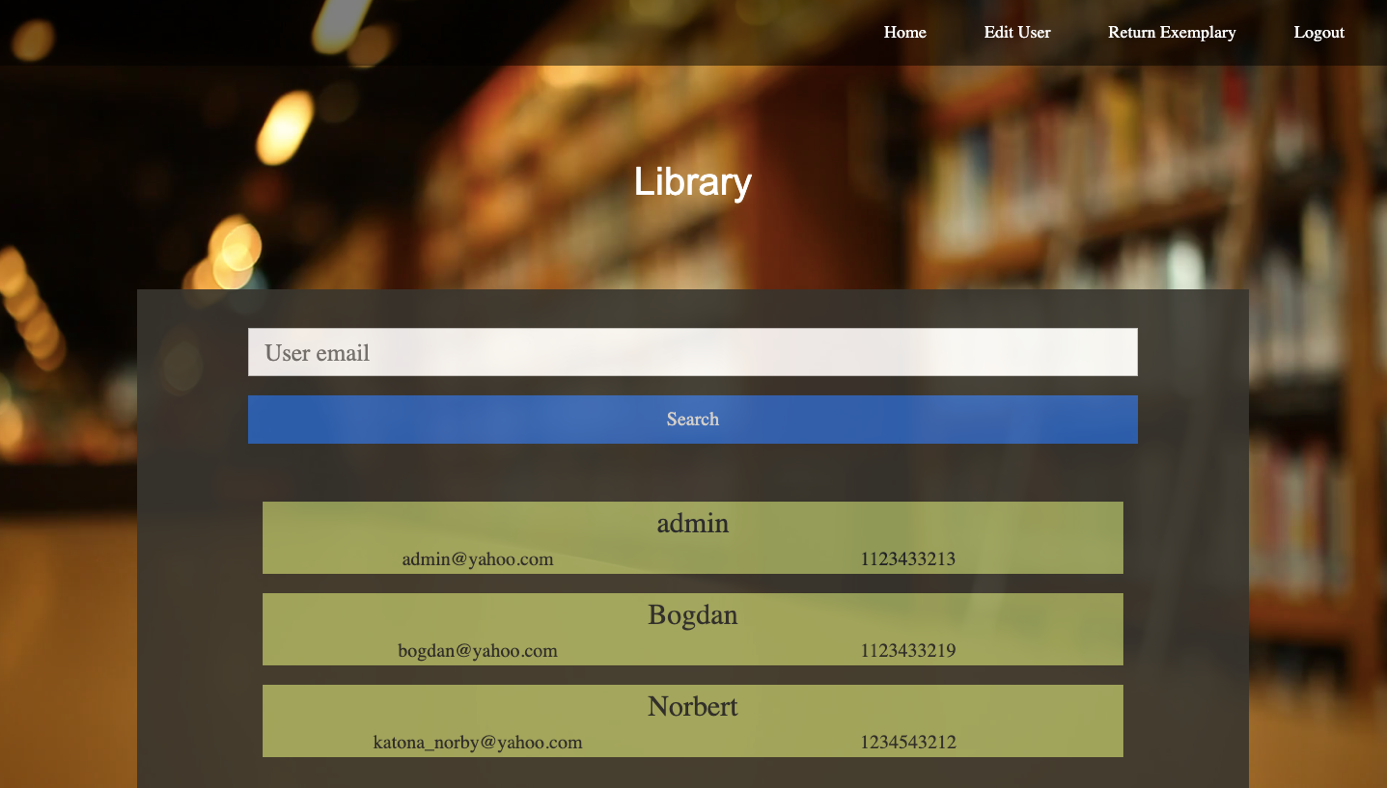 Home Edit User Return Exemplary Logout
Library
User email
Search
admin
admin@yahoo.com 1123433213
Bogdan
bogdan@yahoo.com 1123433219
Norbert
katona_norby@yahoo.com 1234543212